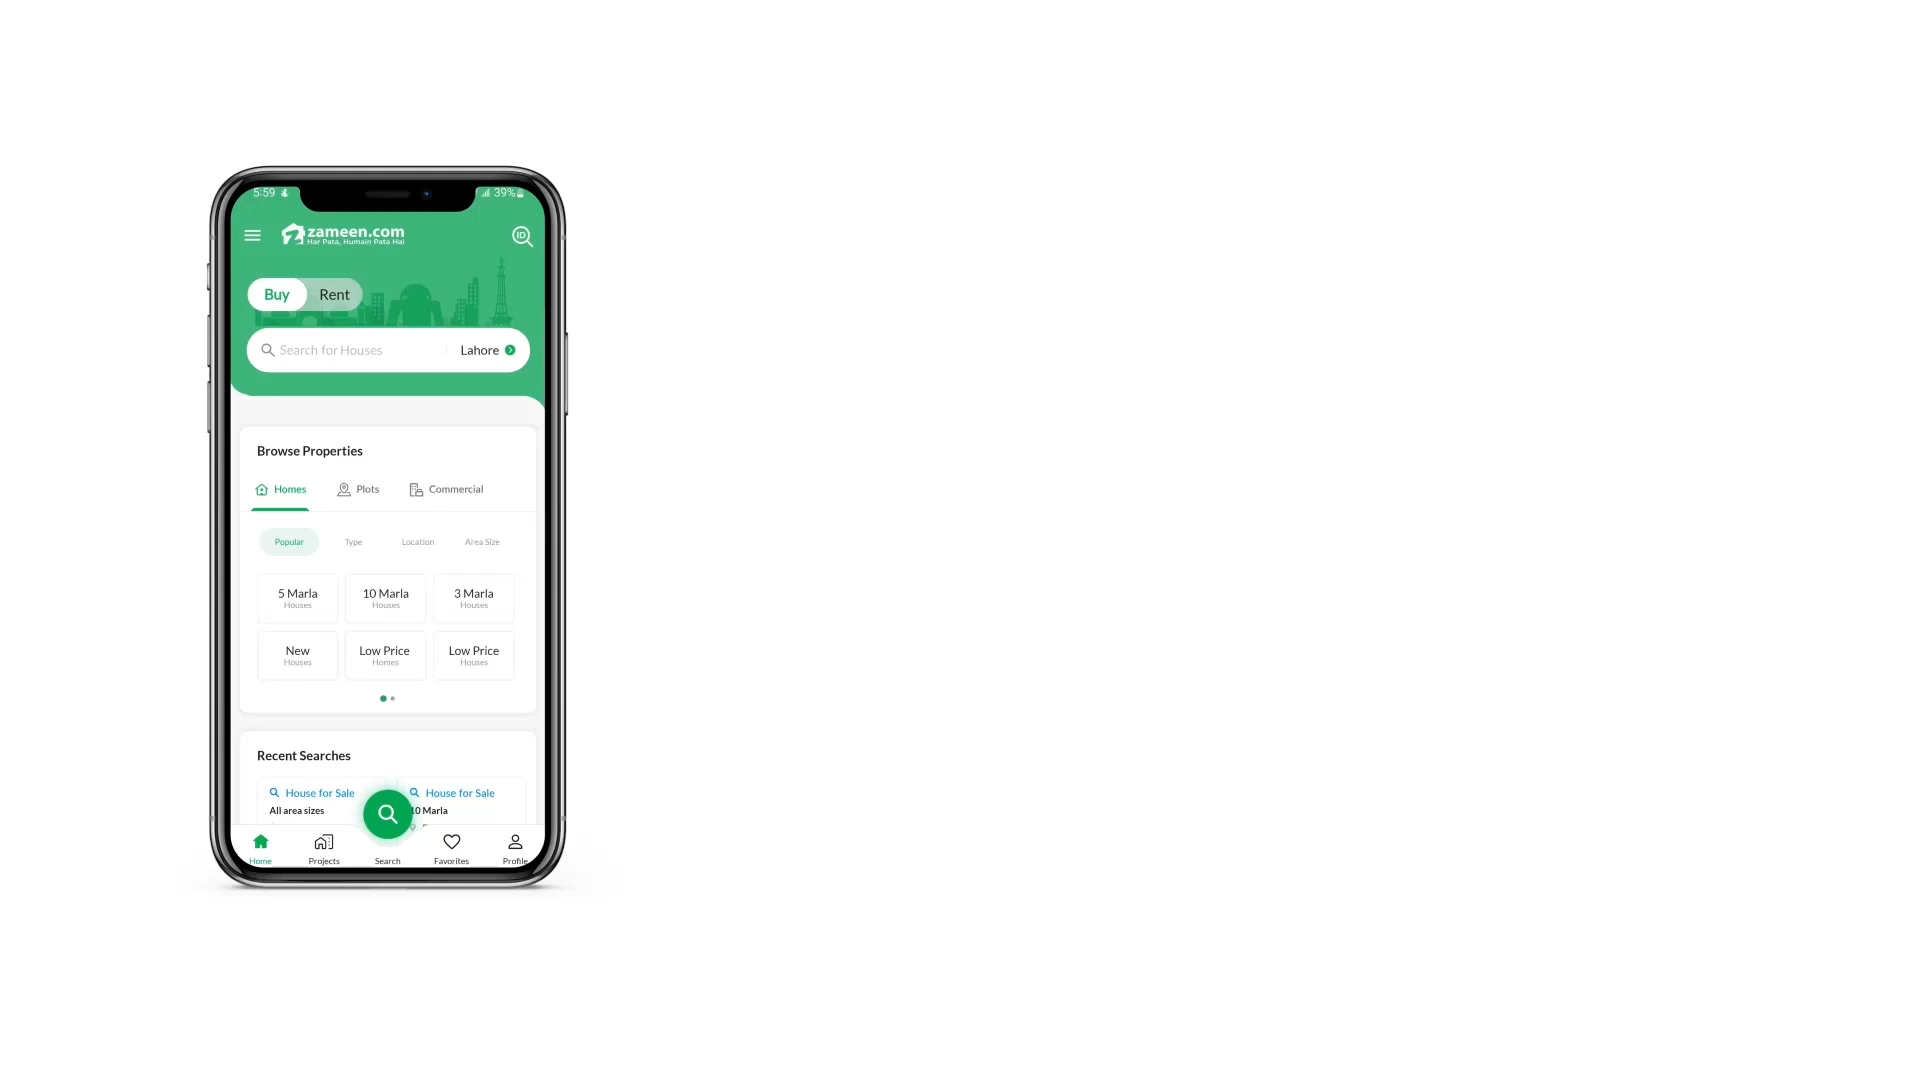 5:59
39%
zameen.com
Har Pata, Humain Pata Hai
ID
Buy Rent
Search for Houses Lahore
Browse Properties
Homes Plots Commercial
Popular Type Location Area Size
5 Marla 10 Marla 3 Marla
Houses Houses Houses
New Low Price Low Price
Houses Homes Houses
Recent Searches
House for Sale House for Sale
All area sizes 10 Marla
Home Projects Search Favorites Profile